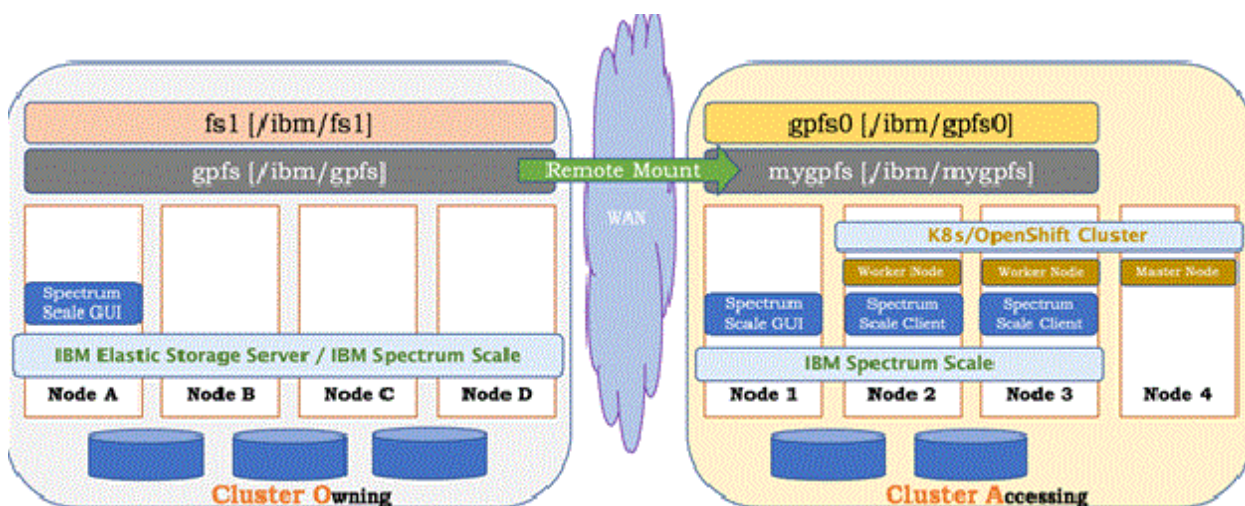 fs1 [/ibm/fs1]
gpfs [/ibm/gpfs]
Spectrum
Scale GUI
IBM Elastic Storage Server / IBM Spectrum Scale
Node A
Node B
Node C
Node D
Cluster Owning
WAN
Remote Mount
gpfs0 [/ibm/gpfs0]
mygpfs [/ibm/mygpfs]
K8s/OpenShift Cluster
Worker Node
Worker Node
Master Node
Spectrum
Scale GUI
Spectrum
Scale Client
Spectrum
Scale Client
IBM Spectrum Scale
Node 1
Node 2
Node 3
Node 4
Cluster Accessing